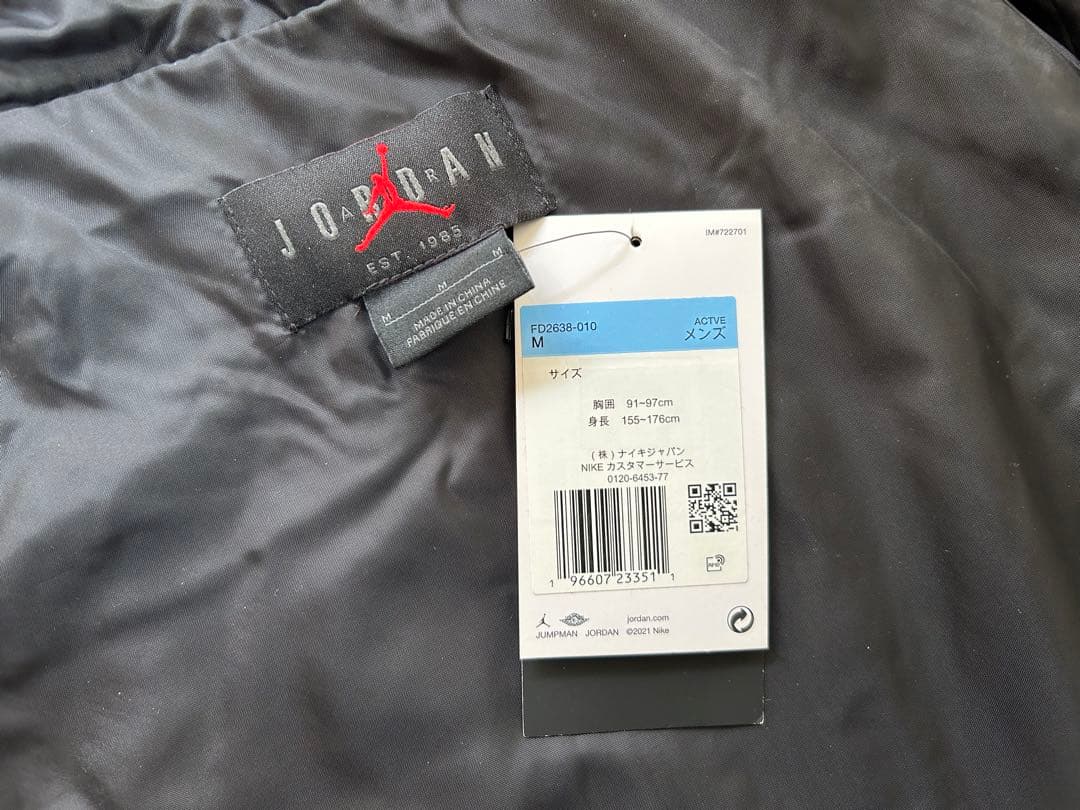 JORDAN
AIR
EST. 1985
M M M
MADE IN CHINA
FABRIQUE EN CHINE
IM#722701
FD2638-010
M
ACTVE
メンズ
サイズ
胸囲 91~97cm
身長 155~176cm
(株)ナイキジャパン
NIKE カスタマーサービス
0120-6453-77
1 96607 23351 1
RFID
jordan.com
JUMPMAN JORDAN ©2021 Nike